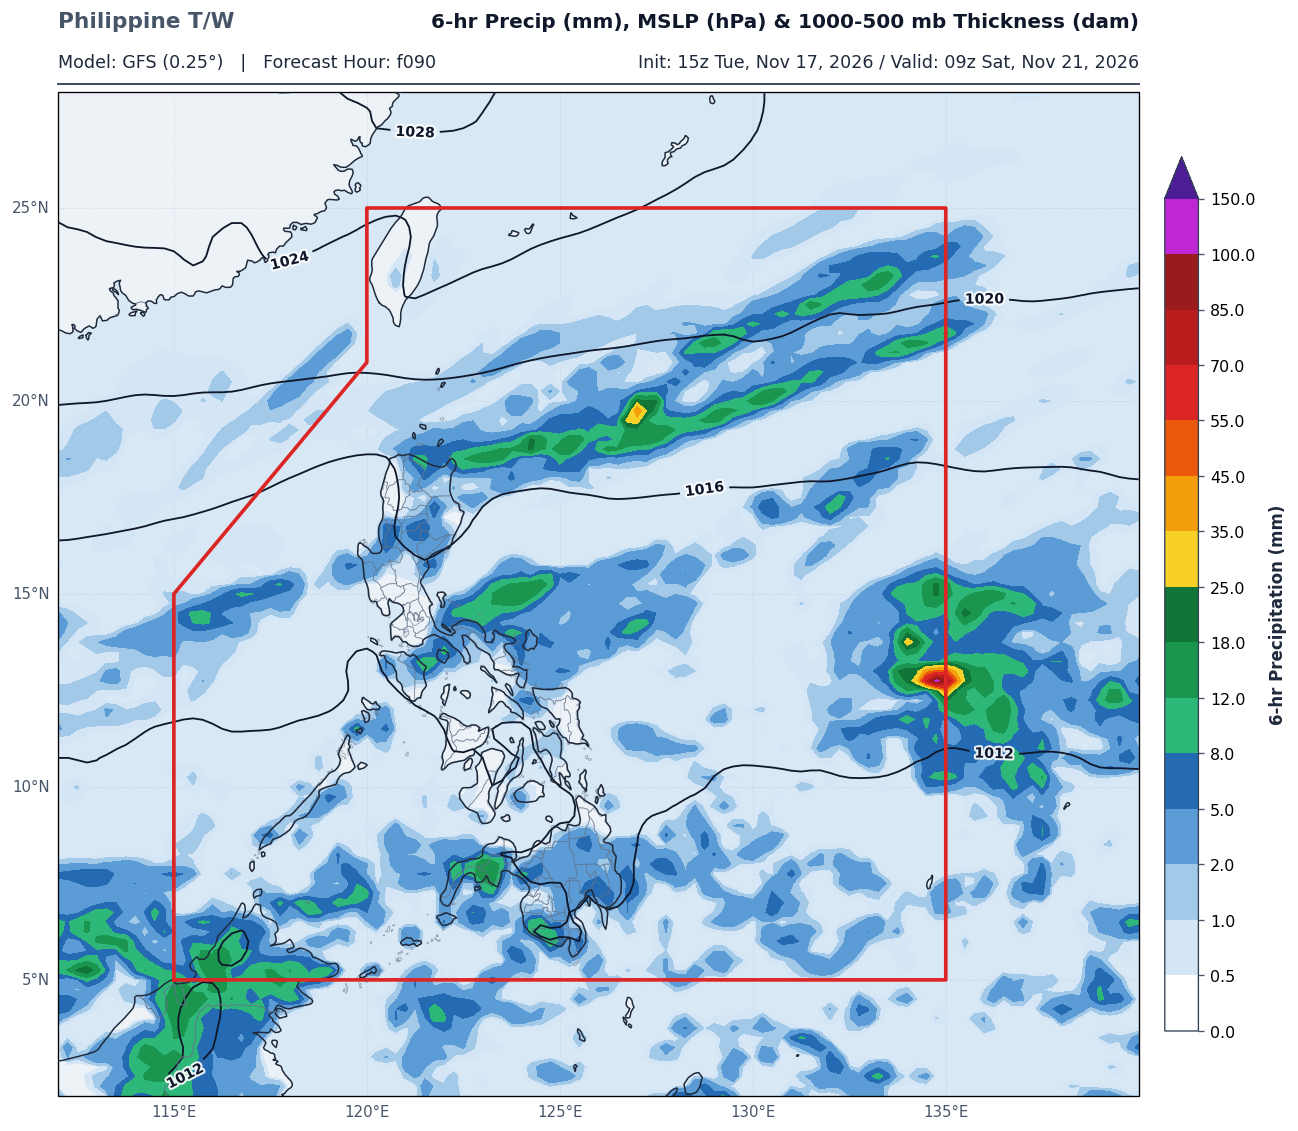 Philippine T/W
6-hr Precip (mm), MSLP (hPa) & 1000-500 mb Thickness (dam)
Model: GFS (0.25°) | Forecast Hour: f090
Init: 15z Tue, Nov 17, 2026 / Valid: 09z Sat, Nov 21, 2026
1028
1024
1020
1016
1012
1012
25°N
20°N
15°N
10°N
5°N
115°E
120°E
125°E
130°E
135°E
150.0
100.0
85.0
70.0
55.0
45.0
35.0
25.0
18.0
12.0
8.0
5.0
2.0
1.0
0.5
0.0
6-hr Precipitation (mm)